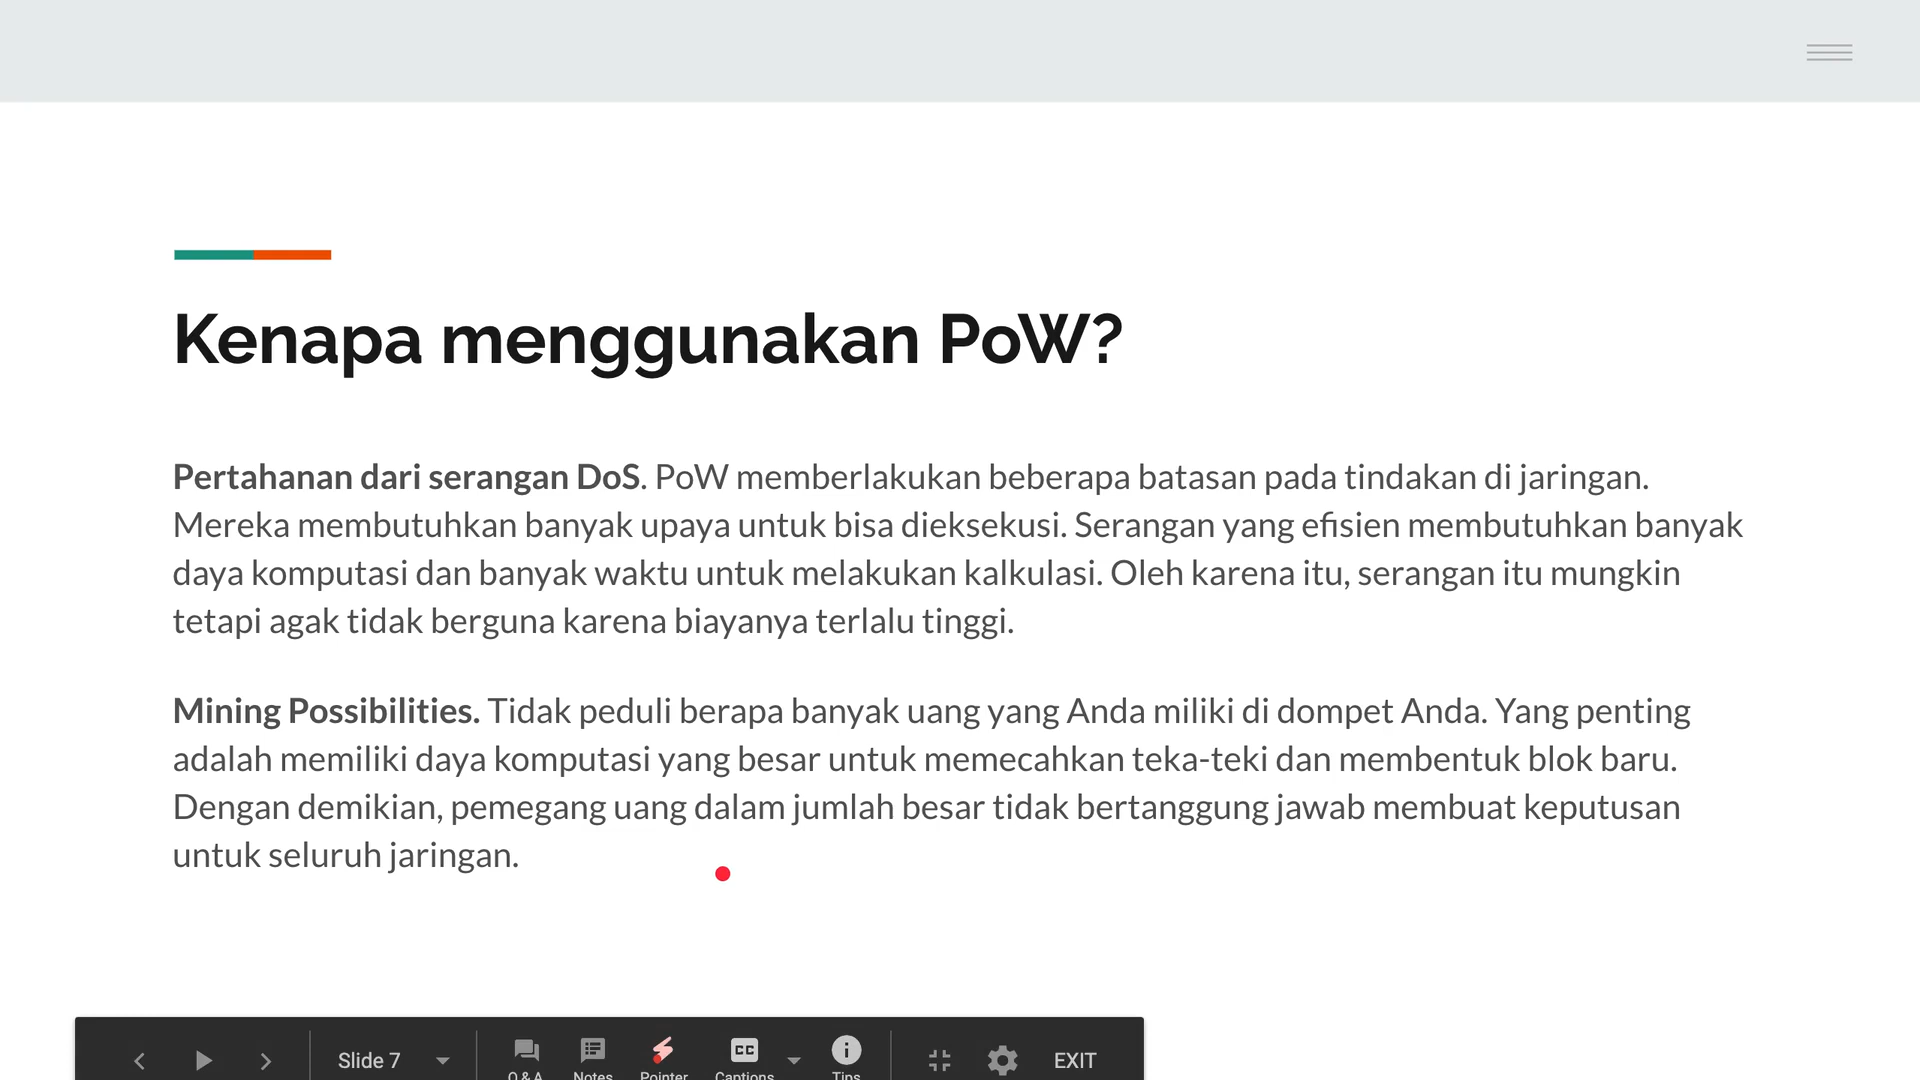 Kenapa menggunakan PoW?
Pertahanan dari serangan DoS. PoW memberlakukan beberapa batasan pada tindakan di jaringan.
Mereka membutuhkan banyak upaya untuk bisa dieksekusi. Serangan yang efisien membutuhkan banyak
daya komputasi dan banyak waktu untuk melakukan kalkulasi. Oleh karena itu, serangan itu mungkin
tetapi agak tidak berguna karena biayanya terlalu tinggi.
Mining Possibilities. Tidak peduli berapa banyak uang yang Anda miliki di dompet Anda. Yang penting
adalah memiliki daya komputasi yang besar untuk memecahkan teka-teki dan membentuk blok baru.
Dengan demikian, pemegang uang dalam jumlah besar tidak bertanggung jawab membuat keputusan
untuk seluruh jaringan.
Slide 7 Q & A Notes Pointer CC Captions Tips EXIT